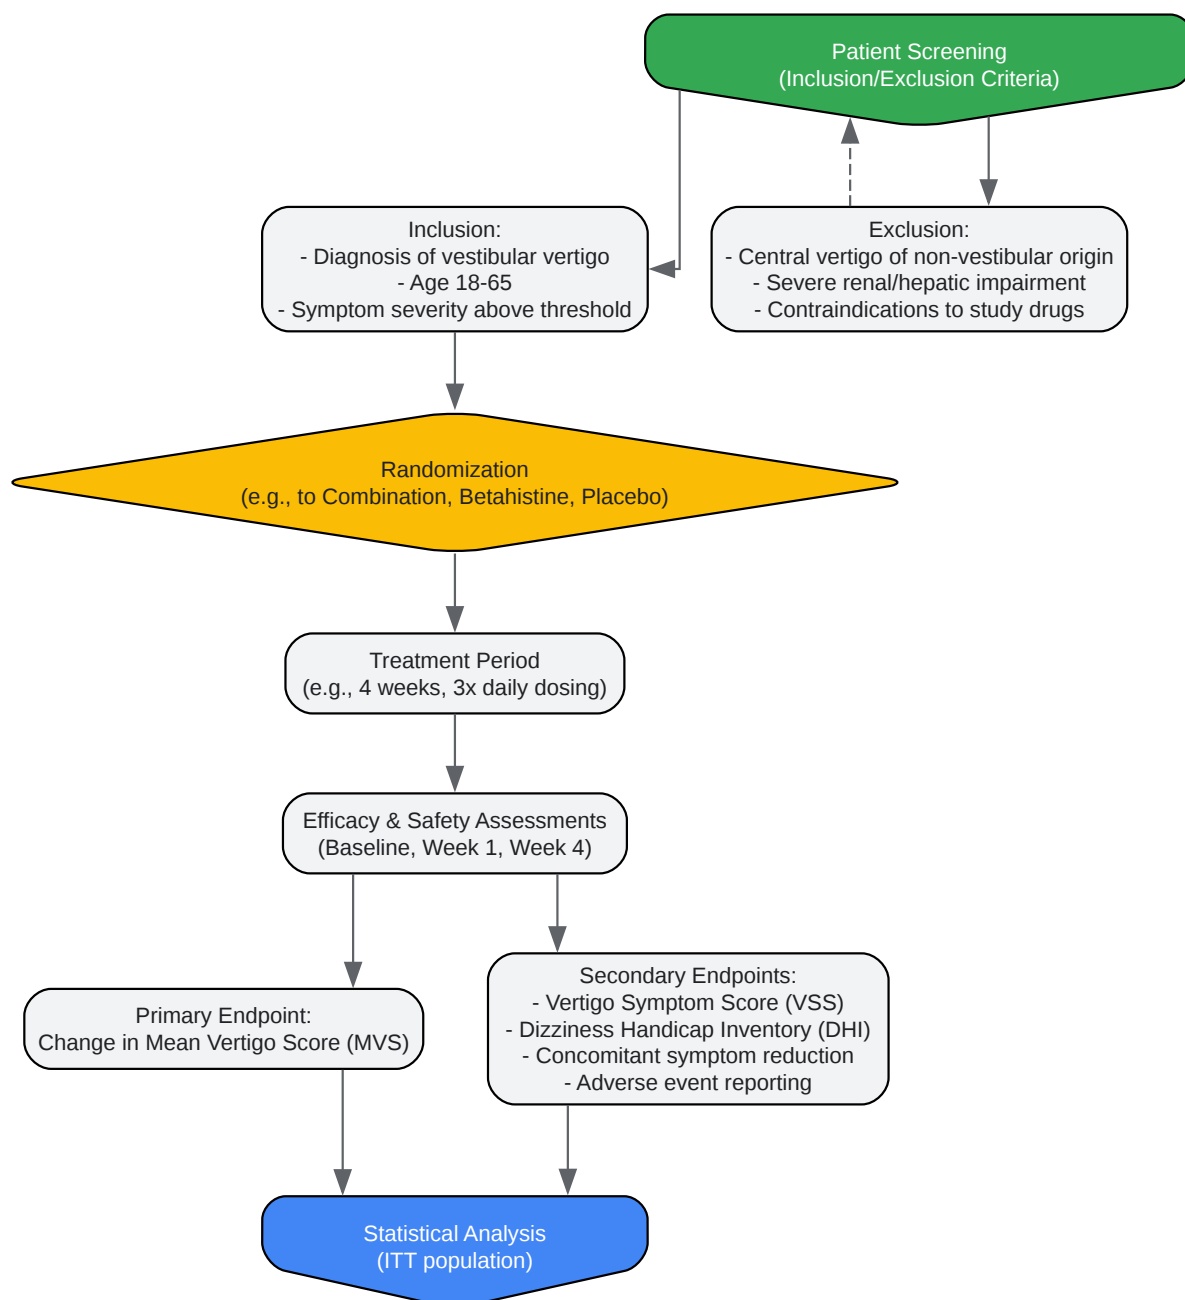 Patient Screening
(Inclusion/Exclusion Criteria)
Inclusion:
- Diagnosis of vestibular vertigo
- Age 18-65
- Symptom severity above threshold
Exclusion:
- Central vertigo of non-vestibular origin
- Severe renal/hepatic impairment
- Contraindications to study drugs
Randomization
(e.g., to Combination, Betahistine, Placebo)
Treatment Period
(e.g., 4 weeks, 3x daily dosing)
Efficacy & Safety Assessments
(Baseline, Week 1, Week 4)
Primary Endpoint:
Change in Mean Vertigo Score (MVS)
Secondary Endpoints:
- Vertigo Symptom Score (VSS)
- Dizziness Handicap Inventory (DHI)
- Concomitant symptom reduction
- Adverse event reporting
Statistical Analysis
(ITT population)